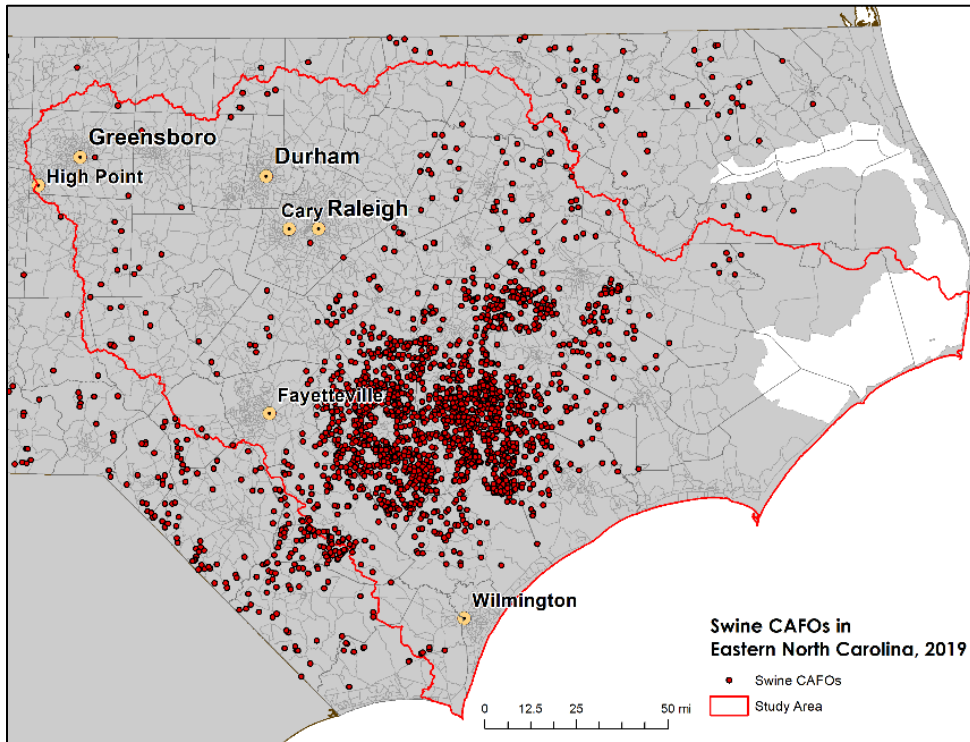 Greensboro
High Point
Durham
Cary Raleigh
Fayetteville
Wilmington
Swine CAFOs in
Eastern North Carolina, 2019
Swine CAFOs
Study Area
0 12.5 25 50 mi